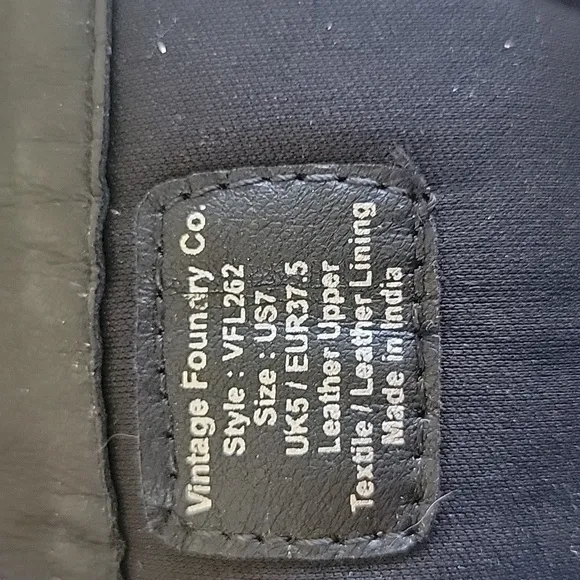 Vintage Foundry Co.
Style : VFL262
Size : US7
UK5 / EUR37.5
Leather Upper
Textile / Leather Lining
Made in India